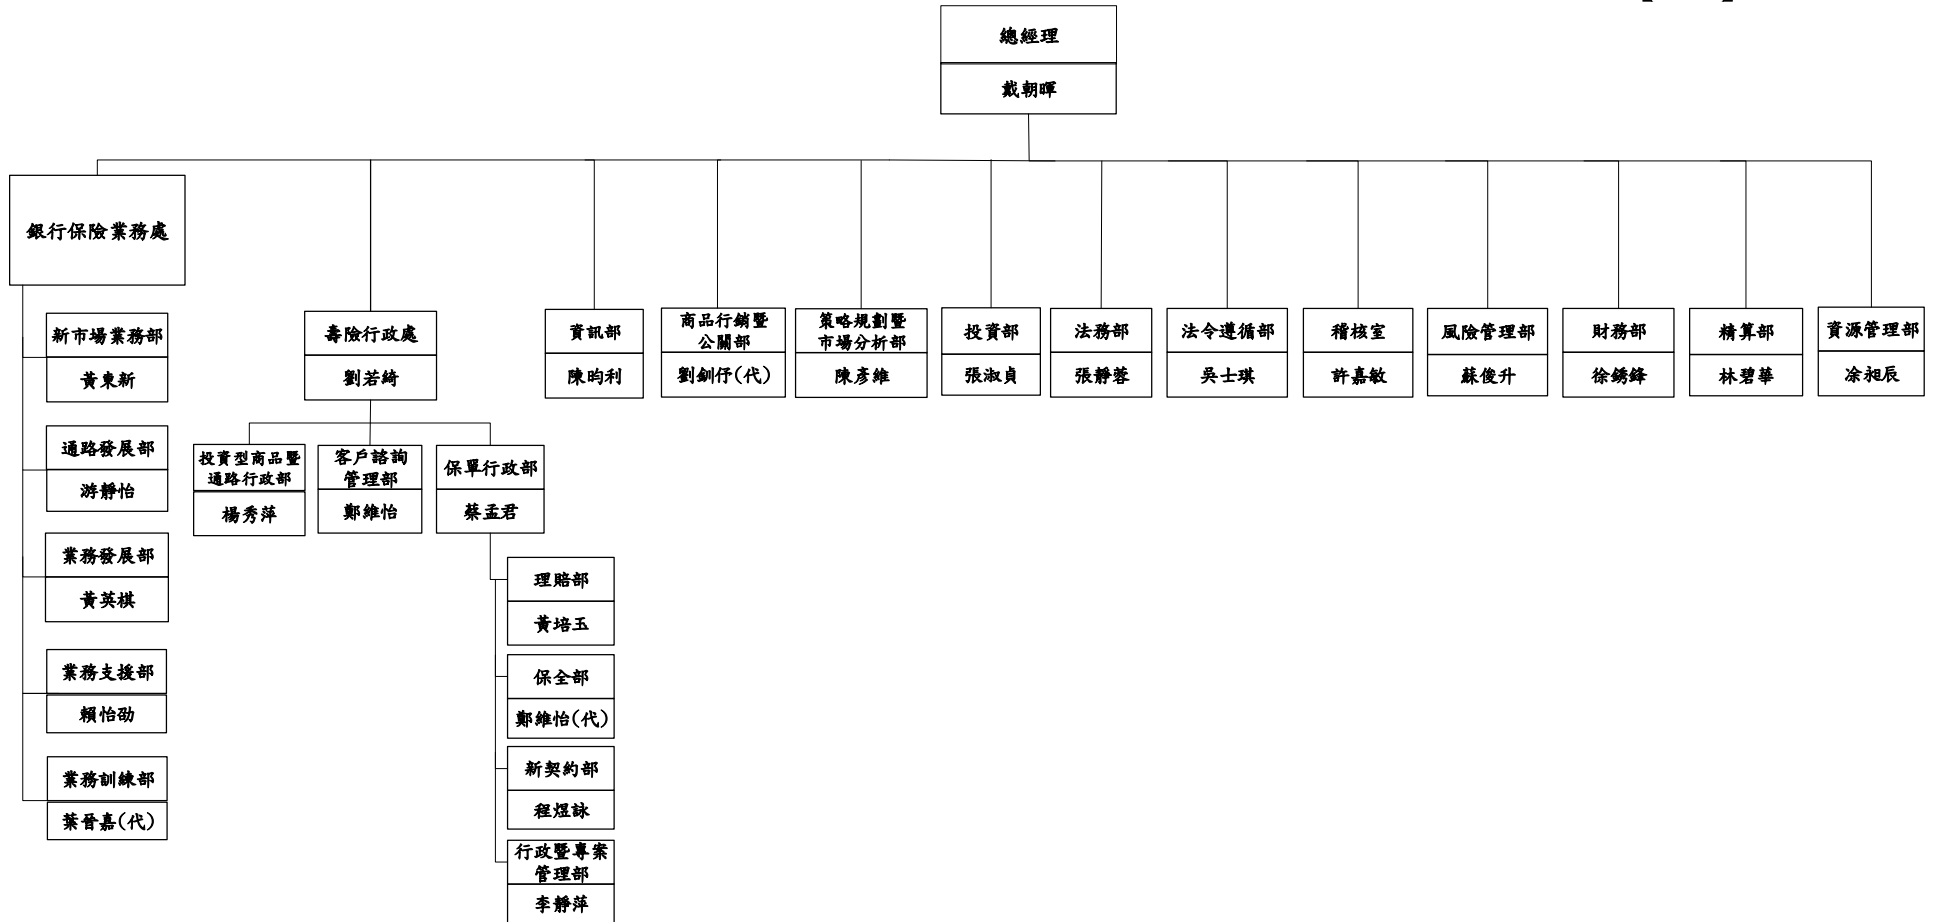 總經理
戴朝暉
銀行保險業務處
新市場業務部
黃東新
通路發展部
游靜怡
業務發展部
黃英棋
業務支援部
賴怡劭
業務訓練部
葉晉嘉(代)
壽險行政處
劉若綺
投資型商品暨
通路行政部
楊秀萍
客戶諮詢
管理部
鄭維怡
保單行政部
蔡孟君
理賠部
黃培玉
保全部
鄭維怡(代)
新契約部
程煜詠
行政暨專案
管理部
李靜萍
資訊部
陳昀利
商品行銷暨
公關部
劉釧伃(代)
策略規劃暨
市場分析部
陳彥維
投資部
張淑貞
法務部
張靜蓉
法令遵循部
吳士琪
稽核室
許嘉敏
風險管理部
蘇俊升
財務部
徐銹鋒
精算部
林碧華
資源管理部
凃昶辰